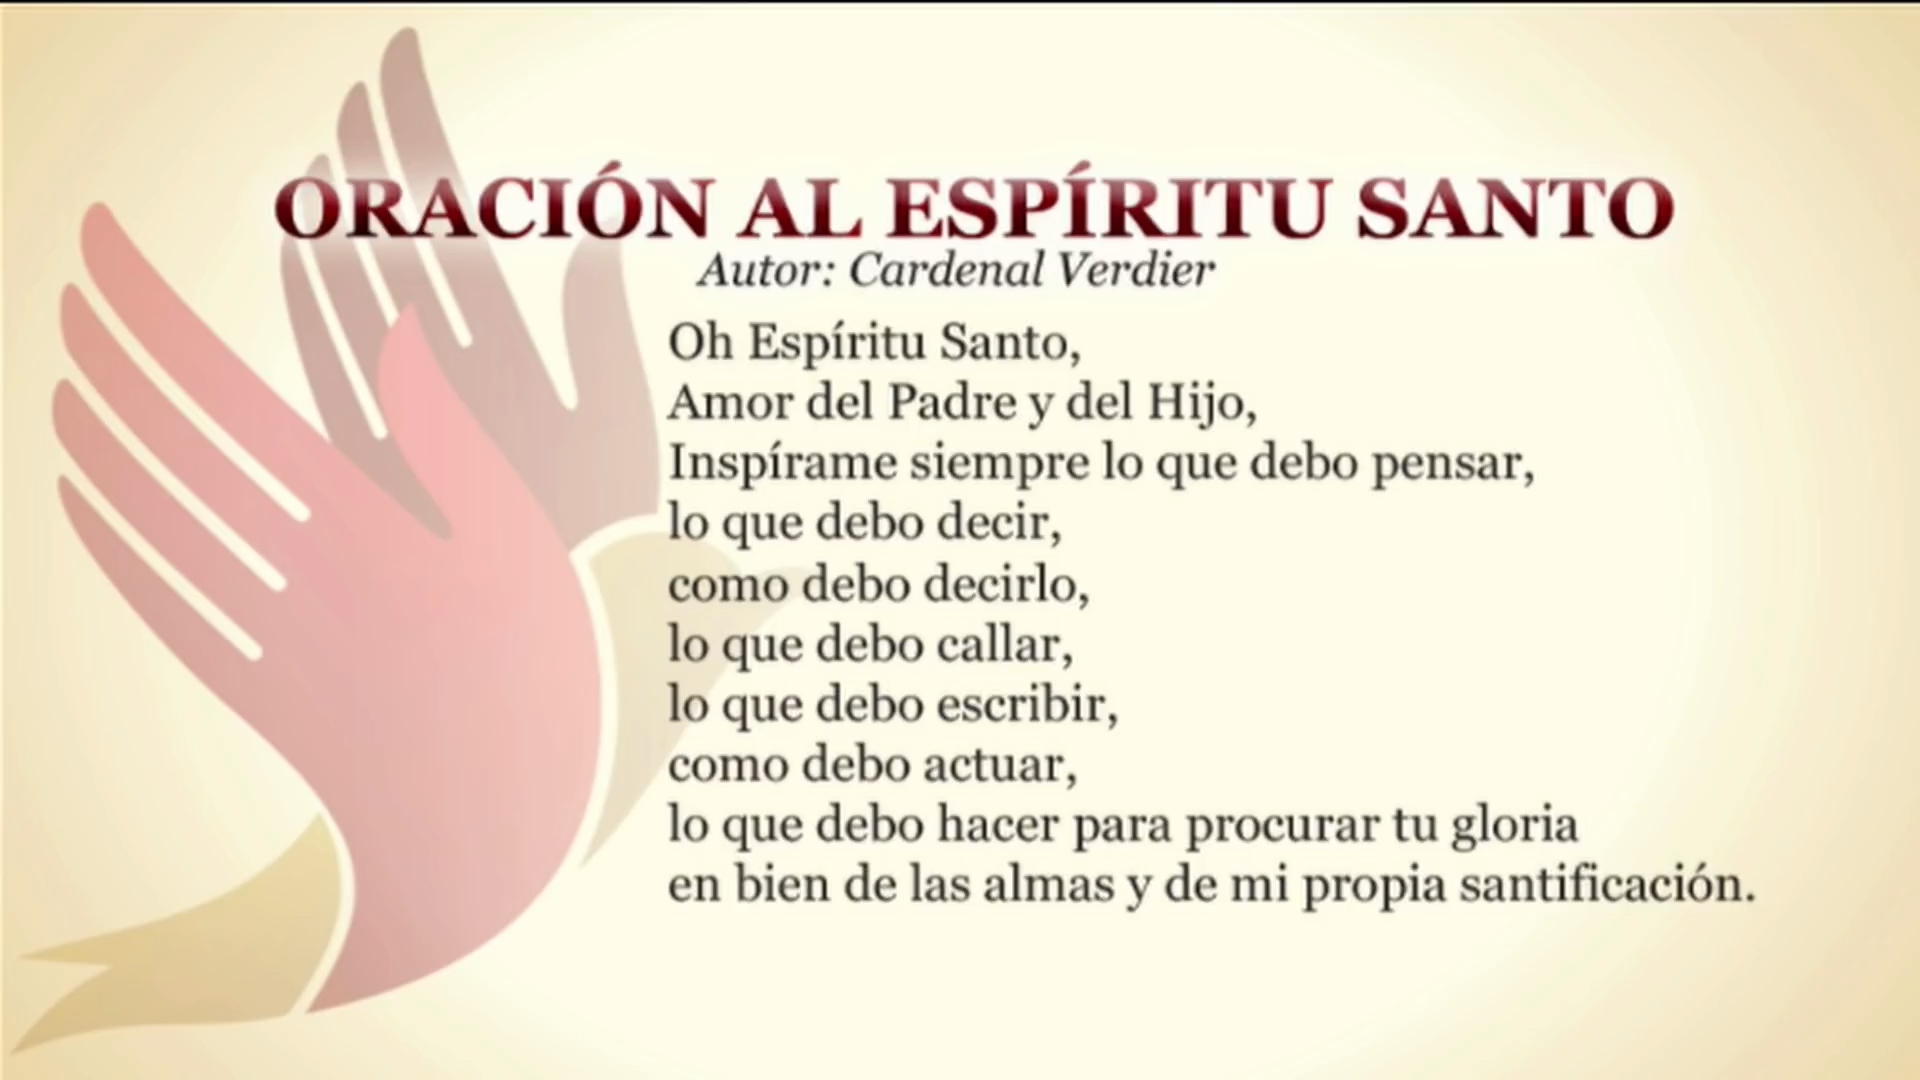 ORACIÓN AL ESPÍRITU SANTO
Autor: Cardenal Verdier
Oh Espíritu Santo,
Amor del Padre y del Hijo,
Inspírame siempre lo que debo pensar,
lo que debo decir,
como debo decirlo,
lo que debo callar,
lo que debo escribir,
como debo actuar,
lo que debo hacer para procurar tu gloria
en bien de las almas y de mi propia santificación.